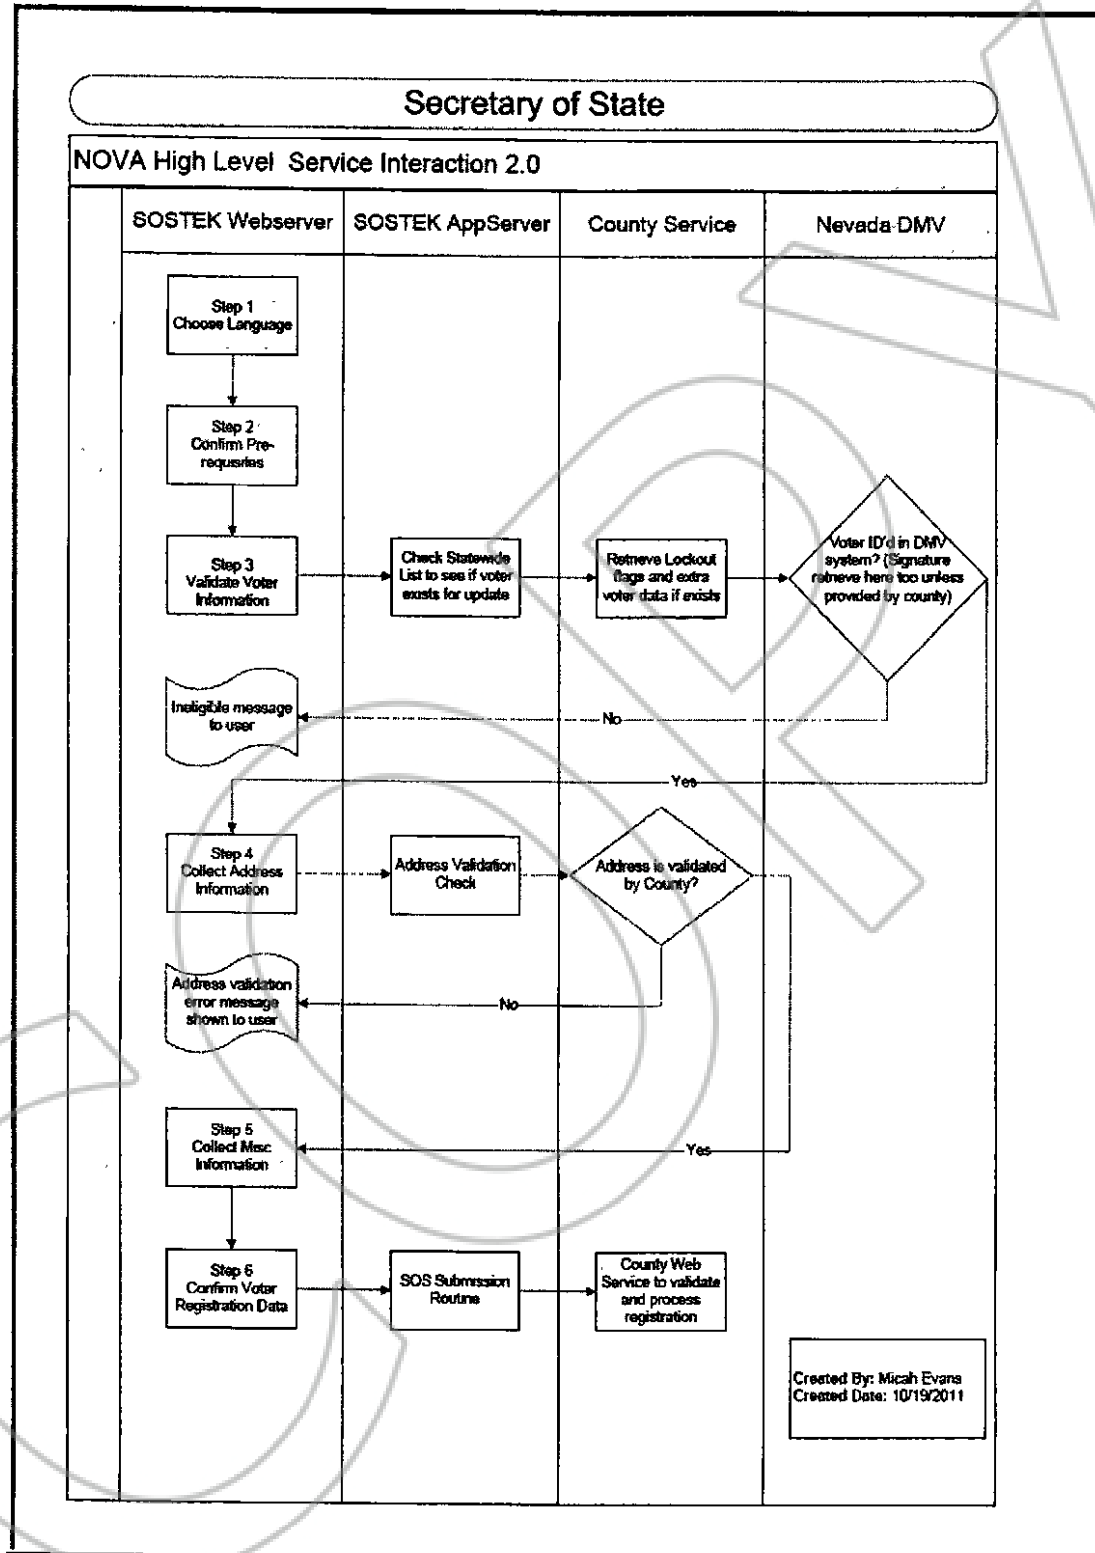 Secretary of State
NOVA High Level Service Interaction 2.0
SOSTEK Webserver
SOSTEK AppServer
County Service
Nevada DMV
Step 1
Choose Language
Step 2
Confirm Pre-
requisites
Step 3
Validate Voter
Information
Check Statewide
List to see if voter
exists for update
Retrieve Lockout
flags and extra
voter data if exists
Voter ID'd in DMV
system? (Signature
retrieve here too unless
provided by county)
Ineligible message
to user
No
Yes
Step 4
Collect Address
Information
Address Validation
Check
Address is validated
by County?
Address validation
error message
shown to user
No
Step 5
Collect Misc
Information
Yes
Step 6
Confirm Voter
Registration Data
SOS Submission
Routine
County Web
Service to validate
and process
registration
Created By: Micah Evans
Created Date: 10/19/2011
COPY